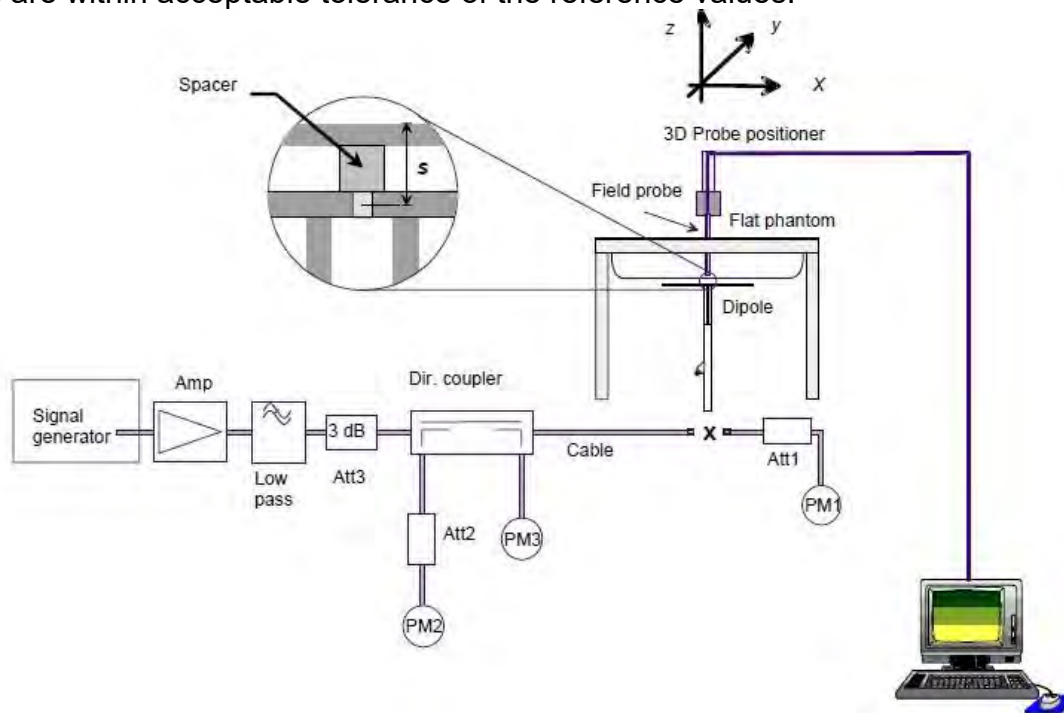 are within acceptable tolerance of the reference values.
z
y
X
Spacer
s
3D Probe positioner
Field probe
Flat phantom
Dipole
Signal
generator
Amp
Low
pass
3 dB
Att3
Dir. coupler
Cable
x
Att1
PM1
Att2
PM3
PM2